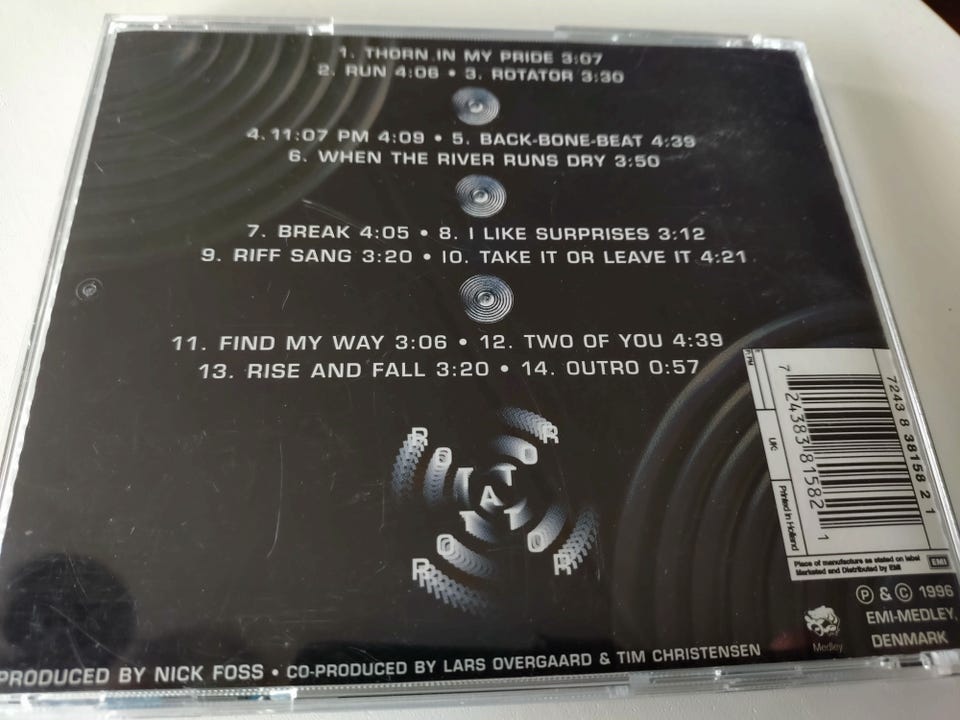 1. THORN IN MY PRIDE 3:07
2. RUN 4:06 • 3. ROTATOR 3:30
4. 11:07 PM 4:09 • 5. BACK-BONE-BEAT 4:39
6. WHEN THE RIVER RUNS DRY 3:50
7. BREAK 4:05 • 8. I LIKE SURPRISES 3:12
9. RIFF SANG 3:20 • 10. TAKE IT OR LEAVE IT 4:21
11. FIND MY WAY 3:06 • 12. TWO OF YOU 4:39
13. RISE AND FALL 3:20 • 14. OUTRO 0:57
ROTATOR
ROTATOR
7243 8 38158 2 1
7 24383 81582 1
P.PM
UK:
Printed in Holland
Place of manufacture as stated on label
Marketed and Distributed by EMI
EMI
Ⓟ & © 1996
EMI-MEDLEY,
DENMARK
Medley
PRODUCED BY NICK FOSS • CO-PRODUCED BY LARS OVERGAARD & TIM CHRISTENSEN